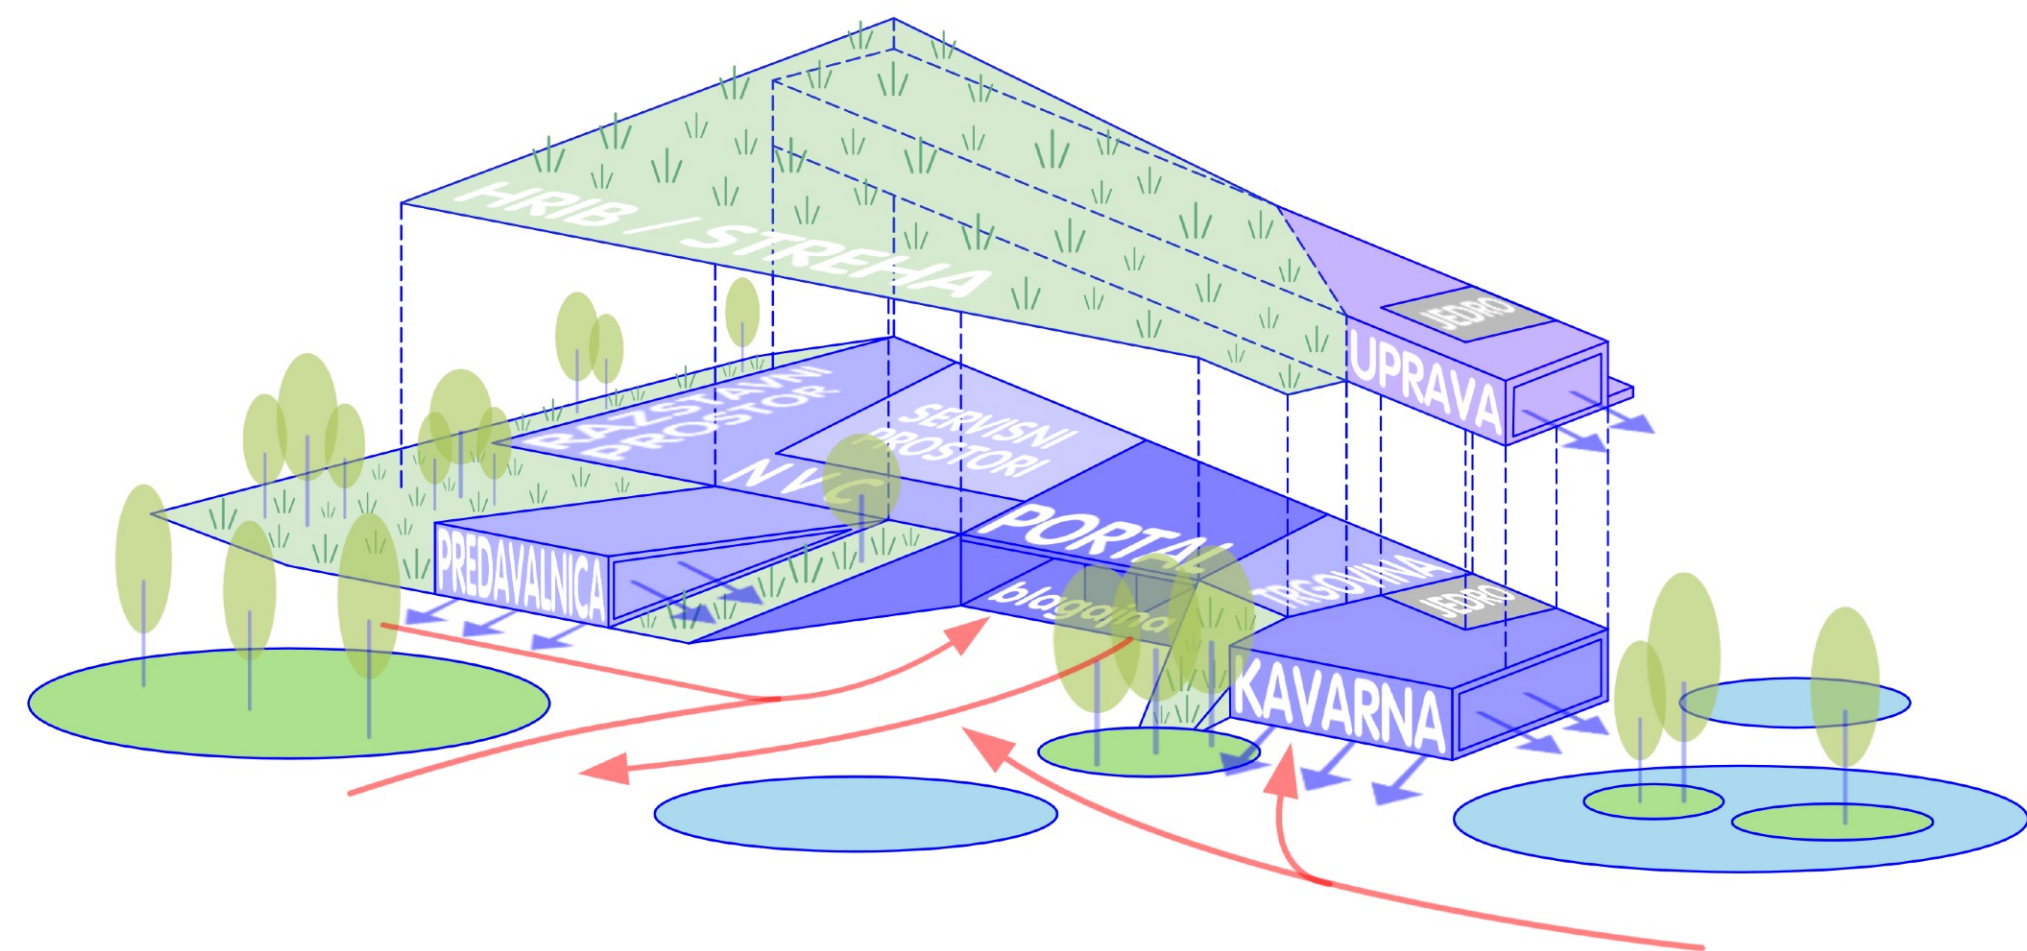 HRIB / STREHA
JEDRO
UPRAVA
RAZSTAVNI
PROSTOR
SERVISNI
PROSTORI
NVC
PORTAL
PREDAVALNICA
blagajna
TRGOVINA
JEDRO
KAVARNA